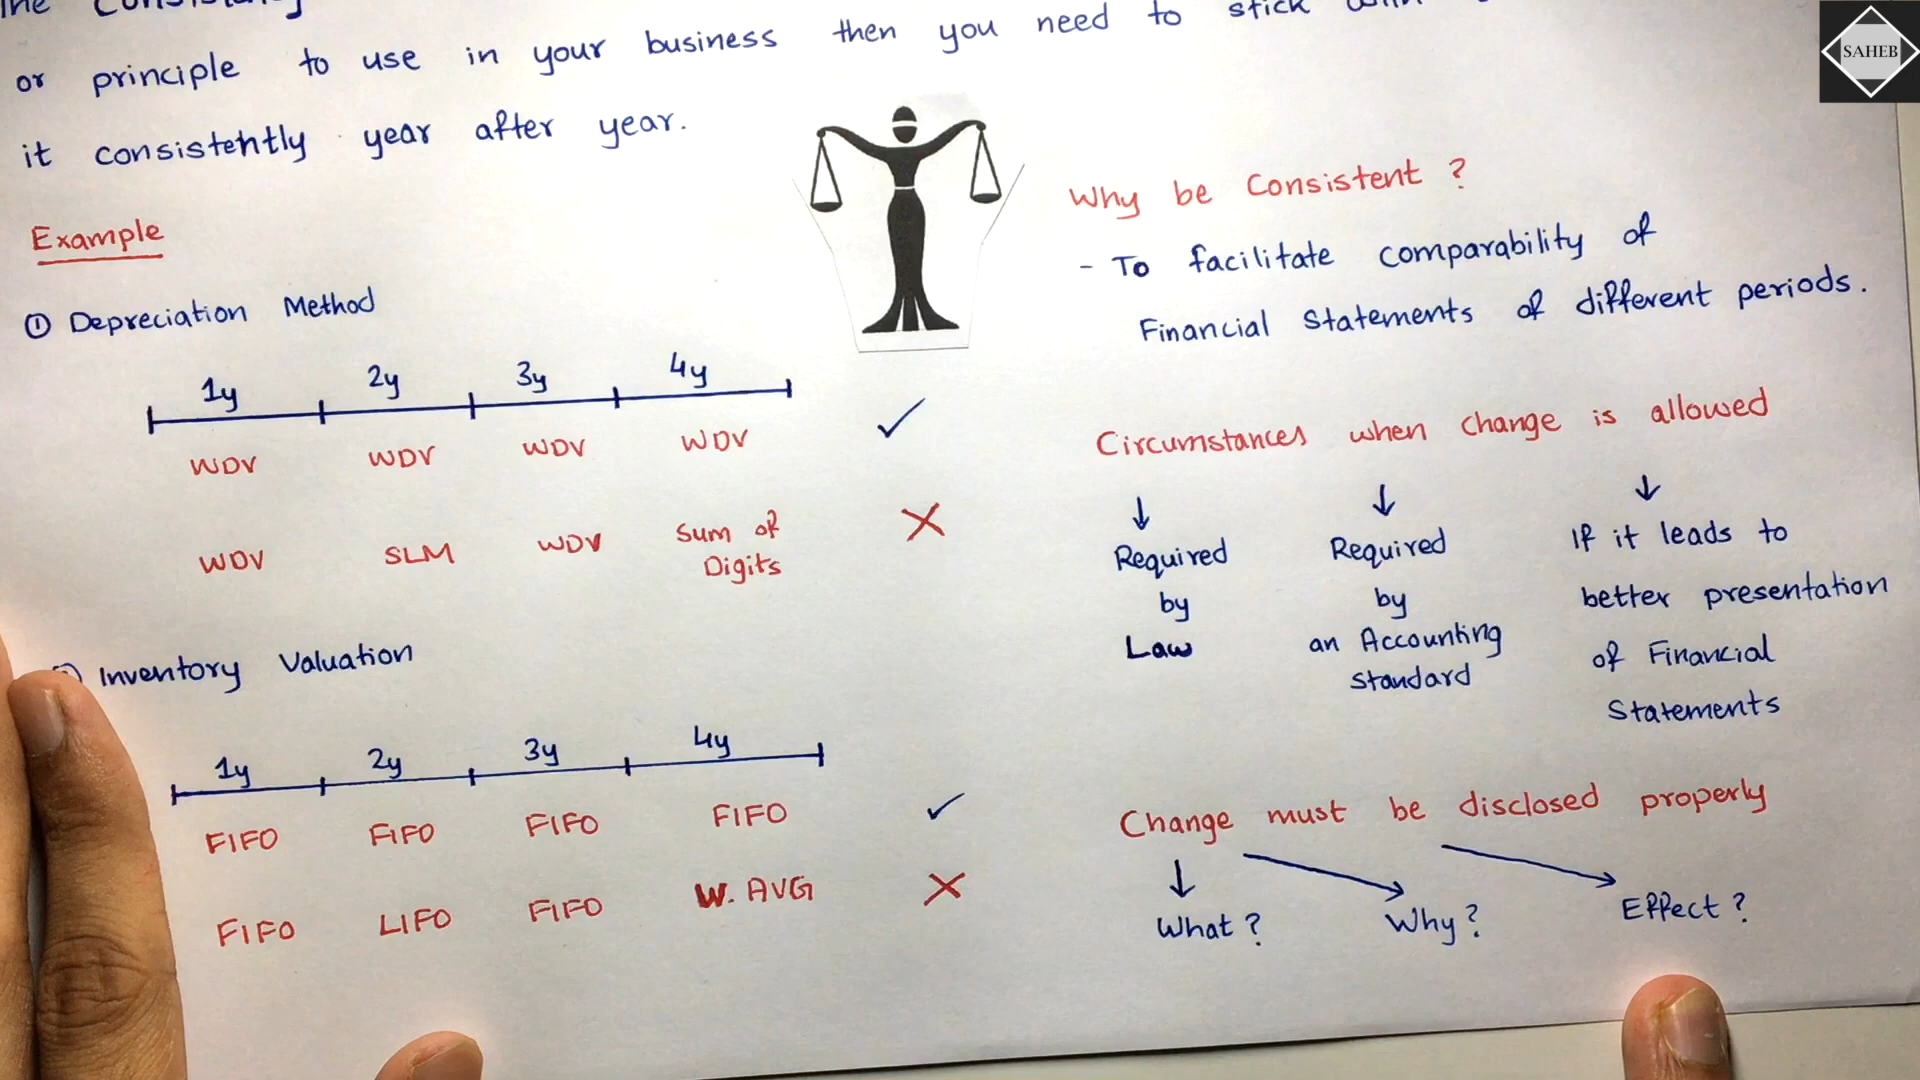 or principle to use in your business then you need to stick
it consistently year after year.
Example
① Depreciation Method
1y 2y 3y 4y
WDV WDV WDV WDV
WDV SLM WDV Sum of
Digits
Inventory Valuation
1y 2y 3y 4y
FIFO FIFO FIFO FIFO
FIFO LIFO FIFO W. AVG
Why be Consistent ?
- To facilitate comparability of
Financial Statements of different periods.
Circumstances when change is allowed
Required
by
Law
Required
by
an Accounting
Standard
If it leads to
better presentation
of Financial
Statements
Change must be disclosed properly
What ? Why ? Effect ?
SAHEB